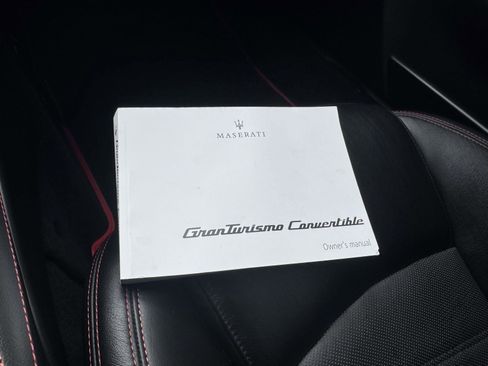 MASERATI
GranTurismo Convertible
Owner's manual